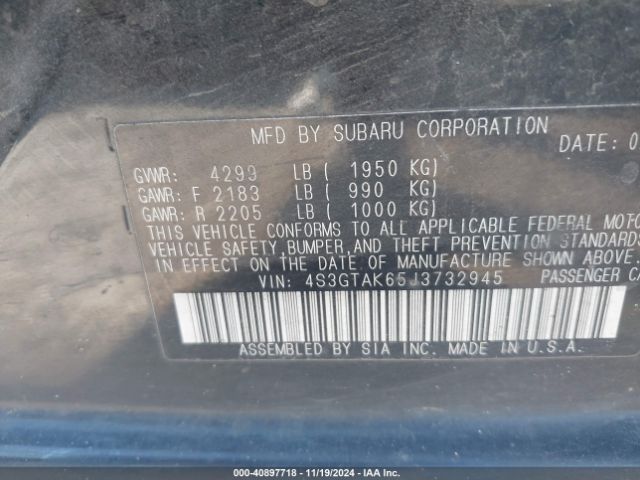 MFD BY SUBARU CORPORATION
DATE: 0
GVWR: 4299 LB ( 1950 KG)
GAWR: F 2183 LB ( 990 KG)
GAWR: R 2205 LB ( 1000 KG)
THIS VEHICLE CONFORMS TO ALL APPLICABLE FEDERAL MOTO
VEHICLE SAFETY, BUMPER, AND THEFT PREVENTION STANDARDS
IN EFFECT ON THE DATE OF MANUFACTURE SHOWN ABOVE.
VIN: 4S3GTAK65J3732945 PASSENGER CA
ASSEMBLED BY SIA INC. MADE IN U.S.A.
000-40897718 - 11/19/2024 - IAA Inc.